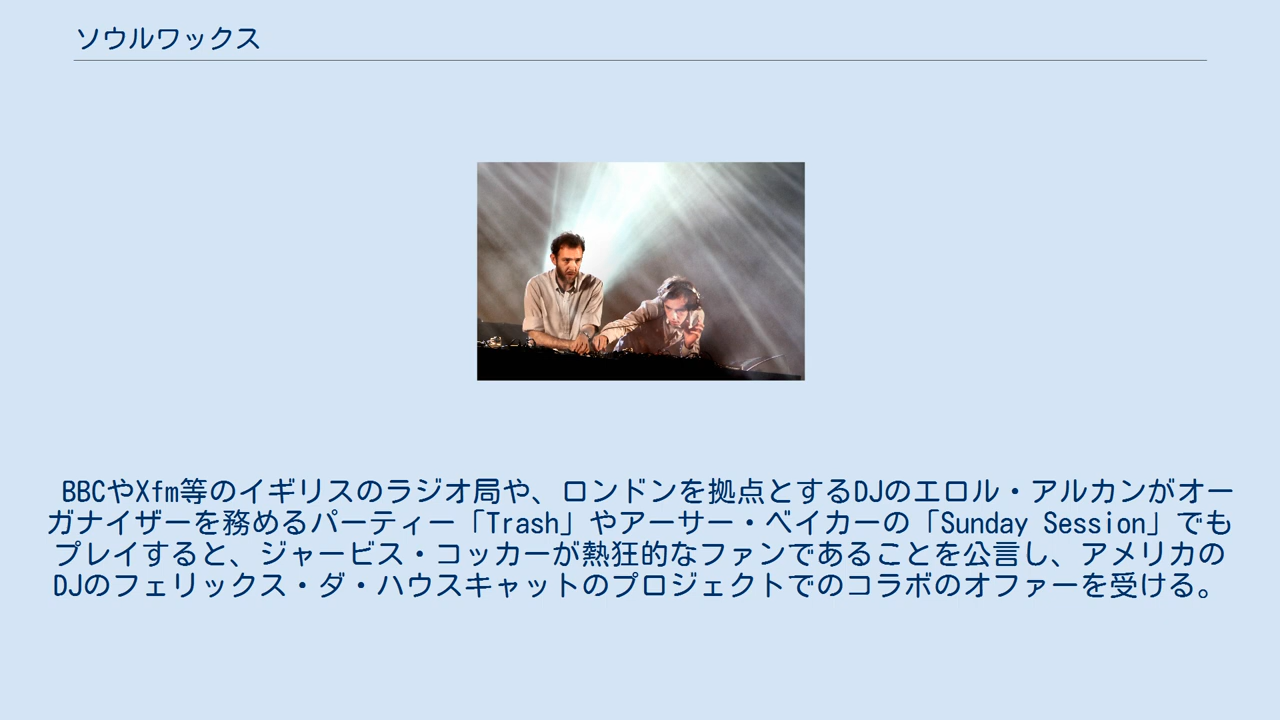 ソウルワックス
BBCやXfm等のイギリスのラジオ局や、ロンドンを拠点とするDJのエロル・アルカンがオー
ガナイザーを務めるパーティー「Trash」やアーサー・ベイカーの「Sunday Session」でも
プレイすると、ジャービス・コッカーが熱狂的なファンであることを公言し、アメリカの
DJのフェリックス・ダ・ハウスキャットのプロジェクトでのコラボのオファーを受ける。